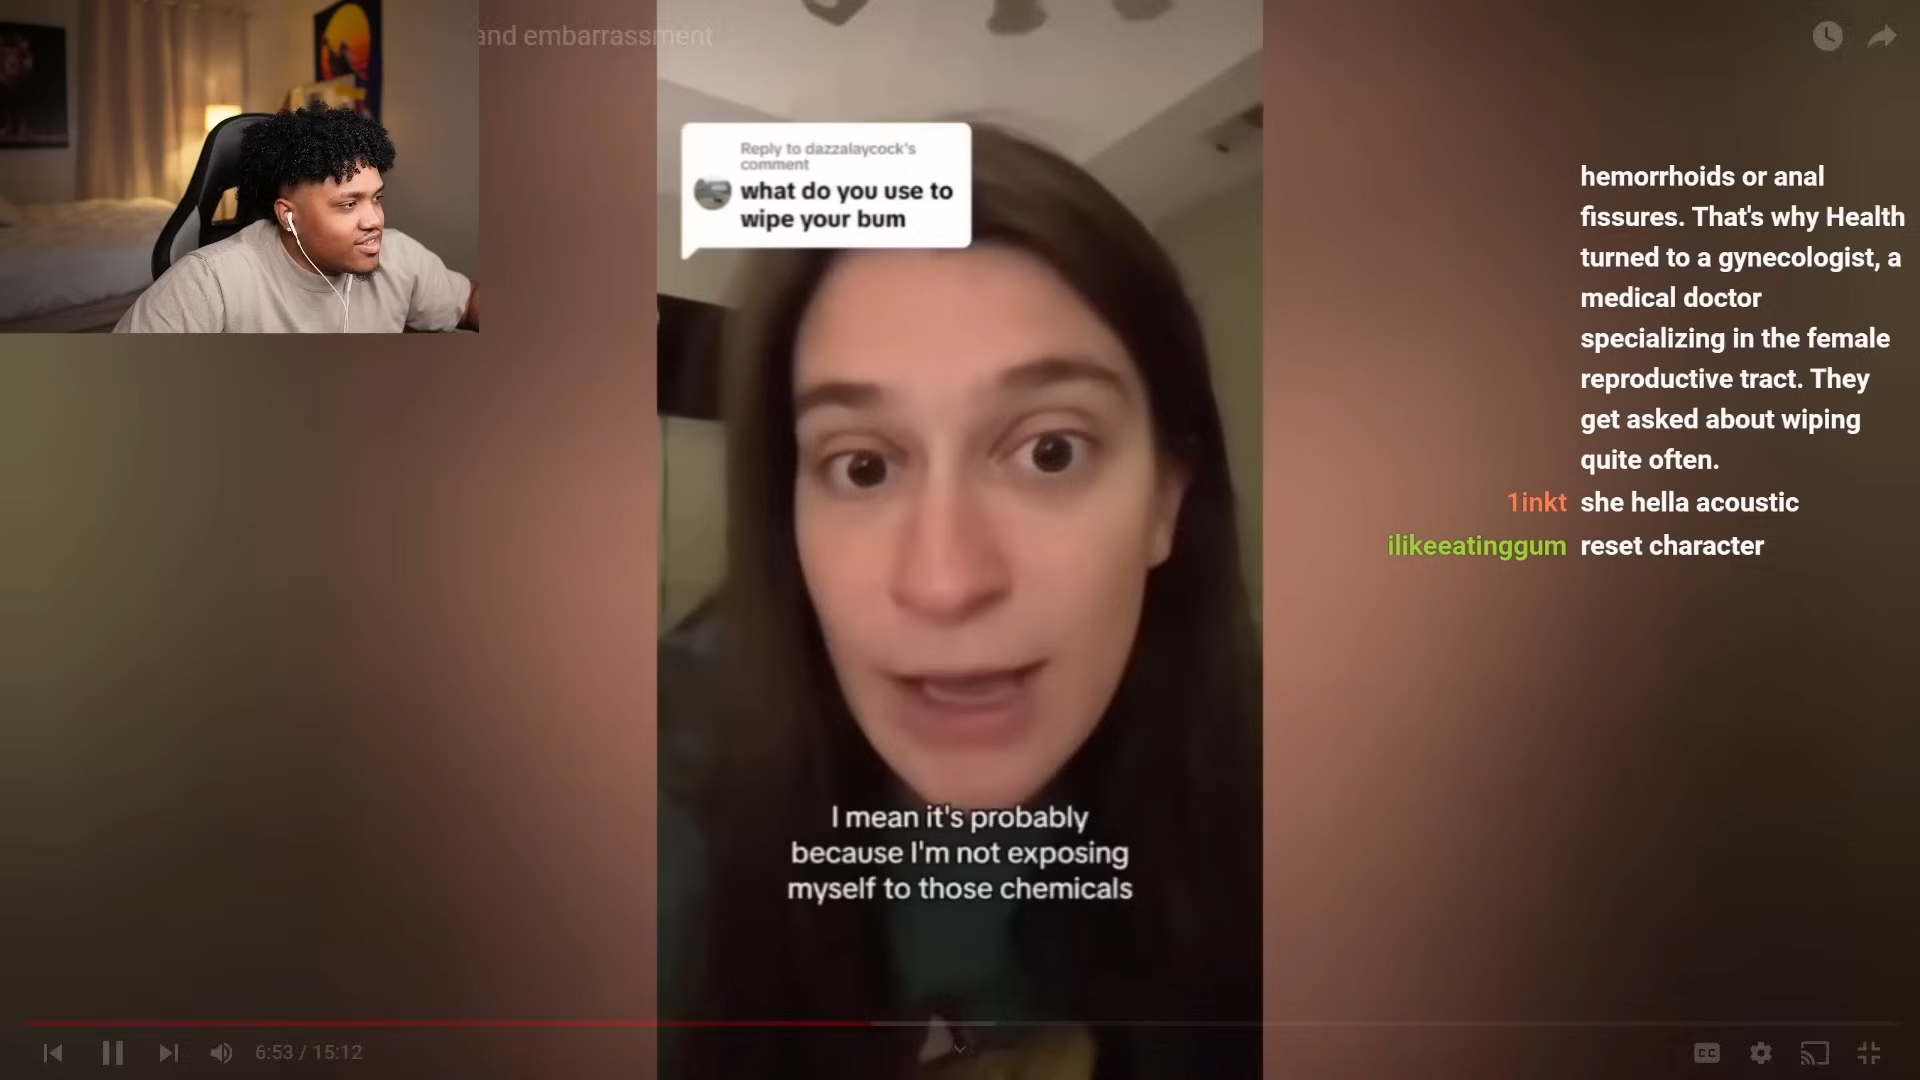 and embarrassment
Reply to dazzalaycock's
comment
what do you use to
wipe your bum
hemorrhoids or anal
fissures. That's why Health
turned to a gynecologist, a
medical doctor
specializing in the female
reproductive tract. They
get asked about wiping
quite often.
1inkt she hella acoustic
ilikeeatinggum reset character
I mean it's probably
because I'm not exposing
myself to those chemicals
6:53 / 15:12
CC